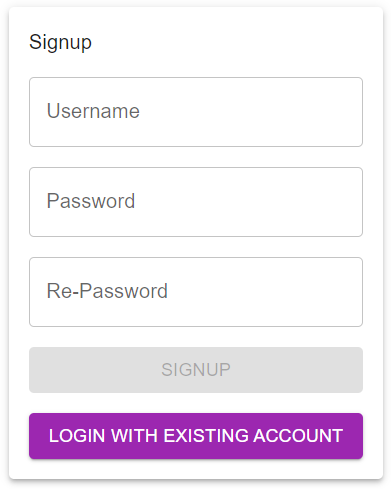 Signup
Username
Password
Re-Password
SIGNUP
LOGIN WITH EXISTING ACCOUNT